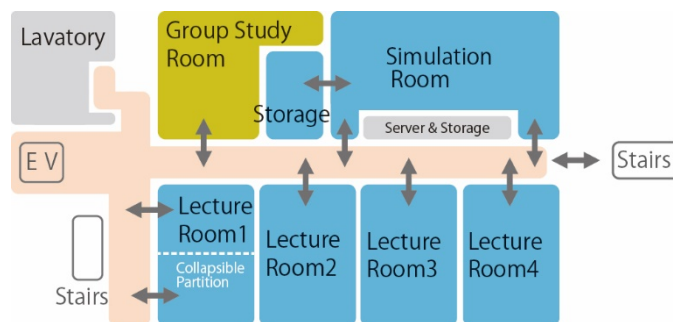 Lavatory
Group Study
Room
Simulation
Room
Storage
Server & Storage
E V
Stairs
Lecture
Room1
Collapsible
Partition
Lecture
Room2
Lecture
Room3
Lecture
Room4
Stairs